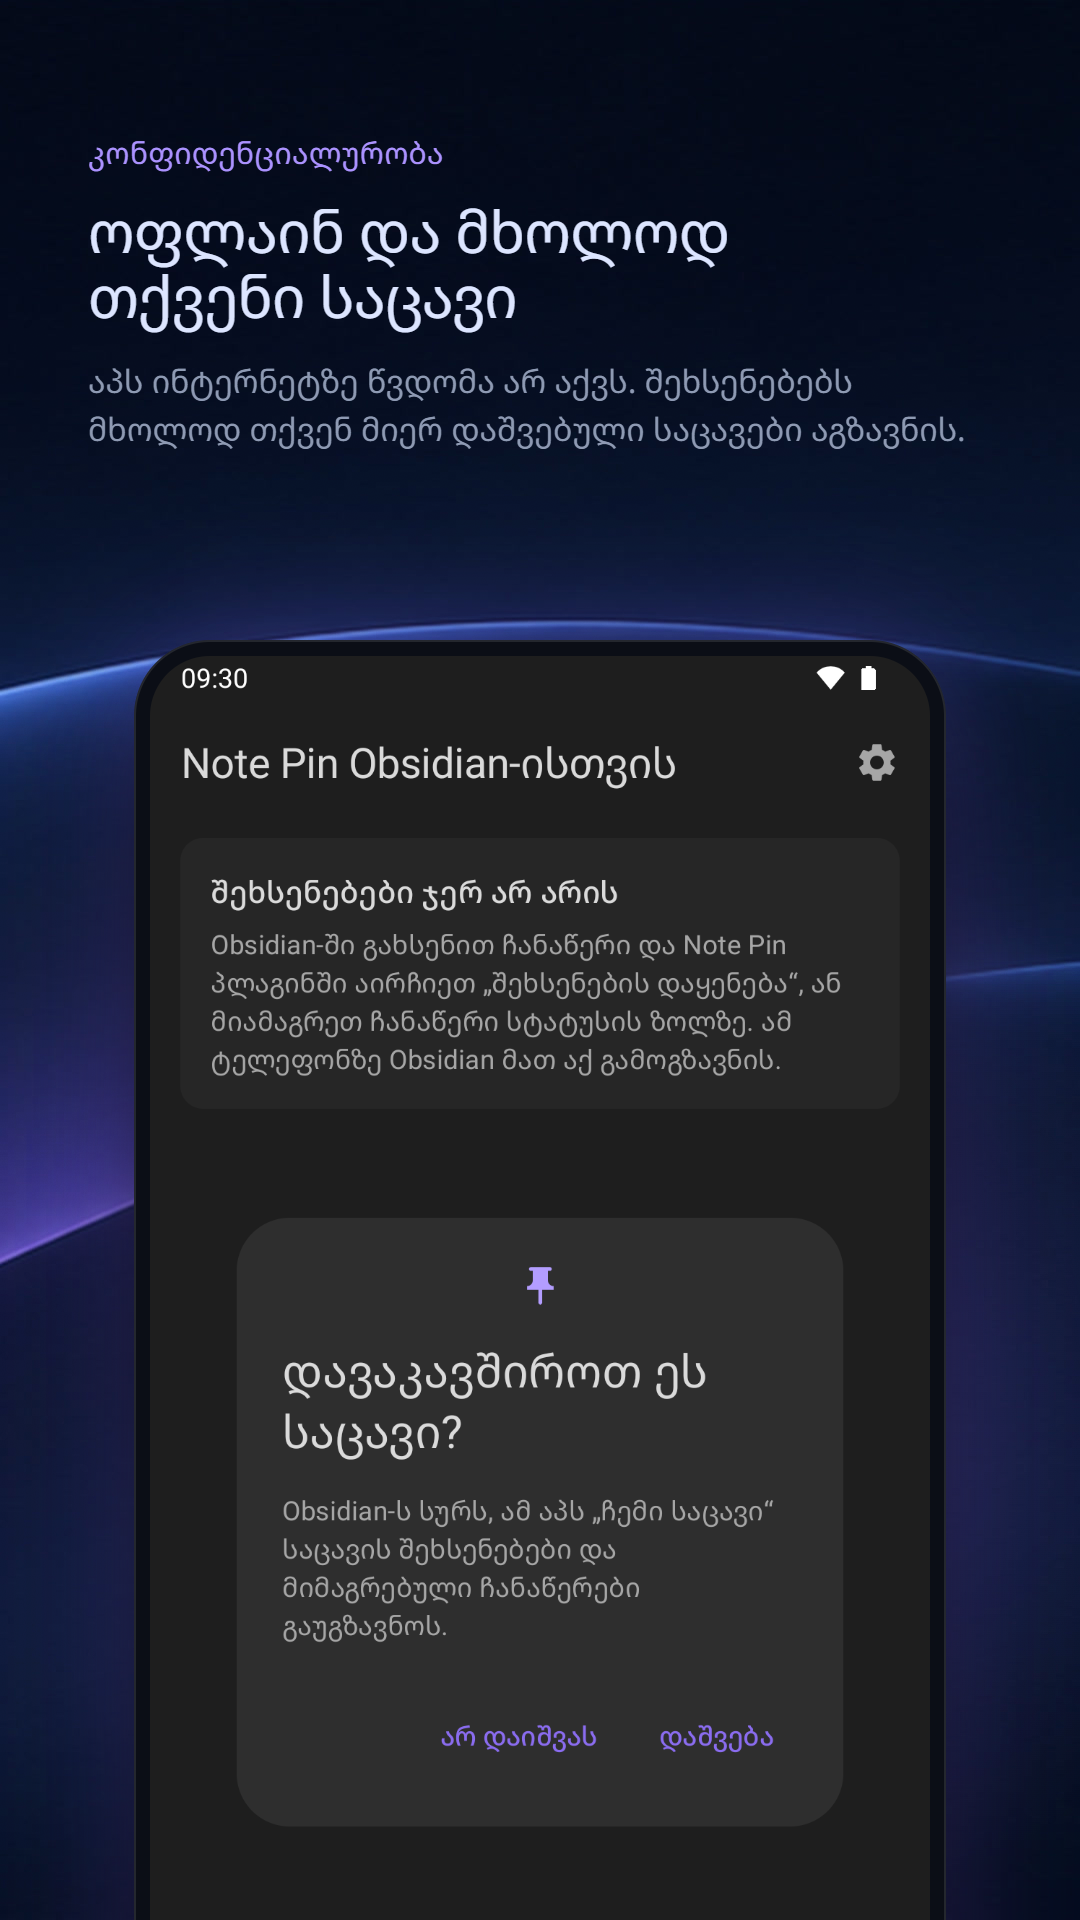 კონფიდენციალურობა
ოფლაინ და მხოლოდ
თქვენი საცავი
აპს ინტერნეტზე წვდომა არ აქვს. შეხსენებებს
მხოლოდ თქვენ მიერ დაშვებული საცავები აგზავნის.
09:30
Note Pin Obsidian-ისთვის
შეხსენებები ჯერ არ არის
Obsidian-ში გახსენით ჩანაწერი და Note Pin
პლაგინში აირჩიეთ „შეხსენების დაყენება“, ან
მიამაგრეთ ჩანაწერი სტატუსის ზოლზე. ამ
ტელეფონზე Obsidian მათ აქ გამოგზავნის.
დავაკავშიროთ ეს
საცავი?
Obsidian-ს სურს, ამ აპს „ჩემი საცავი“
საცავის შეხსენებები და
მიმაგრებული ჩანაწერები
გაუგზავნოს.
არ დაიშვას
დაშვება